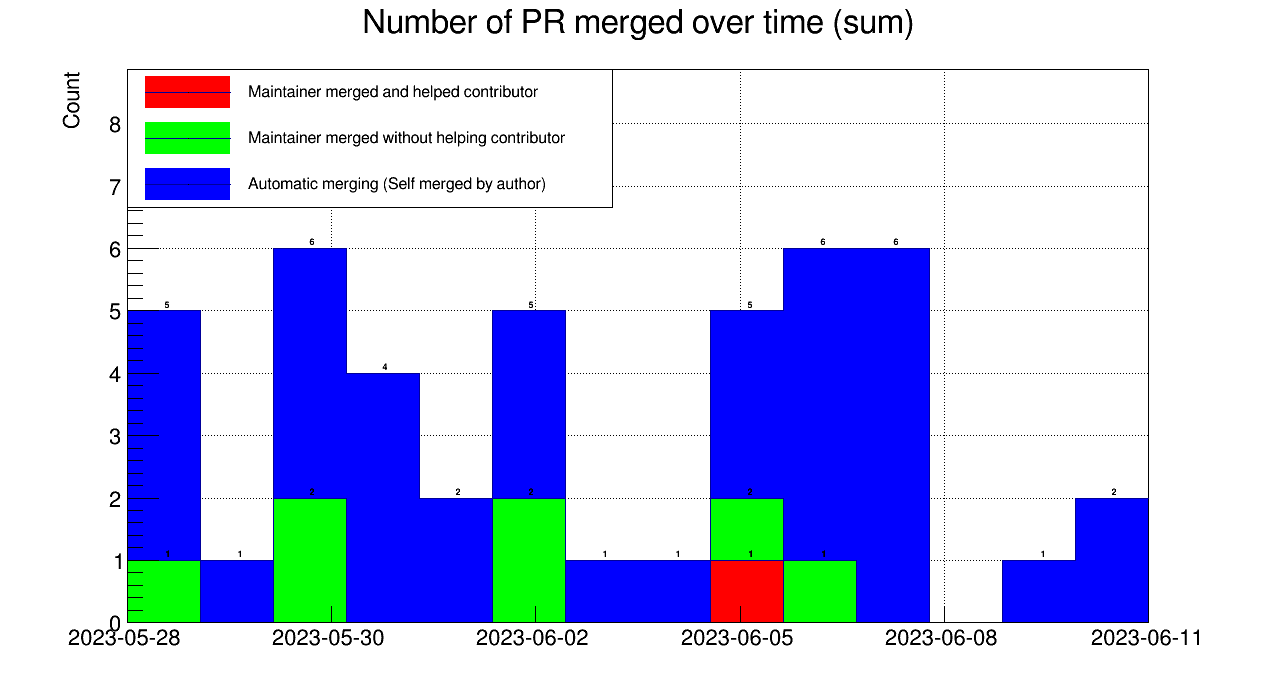 Number of PR merged over time (sum)
Count
Maintainer merged and helped contributor
Maintainer merged without helping contributor
Automatic merging (Self merged by author)
8
7
6
5
4
3
2
1
0
6 6 6
5 5 5
4
2 2 2 2 2
1 1 1 1 1 1 1
2023-05-28 2023-05-30 2023-06-02 2023-06-05 2023-06-08 2023-06-11